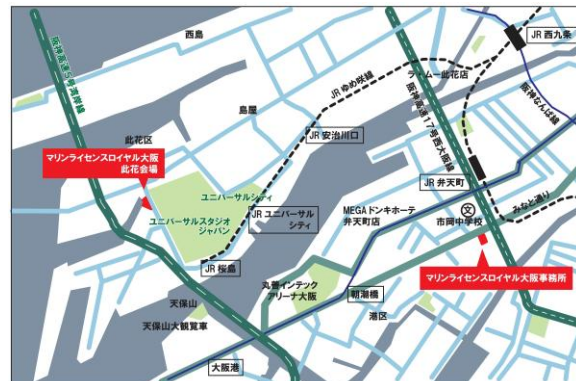 西島
JR 西九条
阪神高速5号湾岸線
JR ゆめ咲線
ラ・ムー此花店
島屋
阪神高速17号西大阪線
阪神なんば線
此花区
JR 安治川口
マリンライセンスロイヤル大阪
此花会場
ユニバーサルシティ
JR 弁天町
みなと通り
MEGAドンキホーテ
弁天町店
文
市岡中学校
ユニバーサルスタジオ
ジャパン
JR ユニバーサル
シティ
JR 桜島
丸善インテック
アリーナ大阪
マリンライセンスロイヤル大阪事務所
朝潮橋
天保山
港区
天保山大観覧車
大阪港